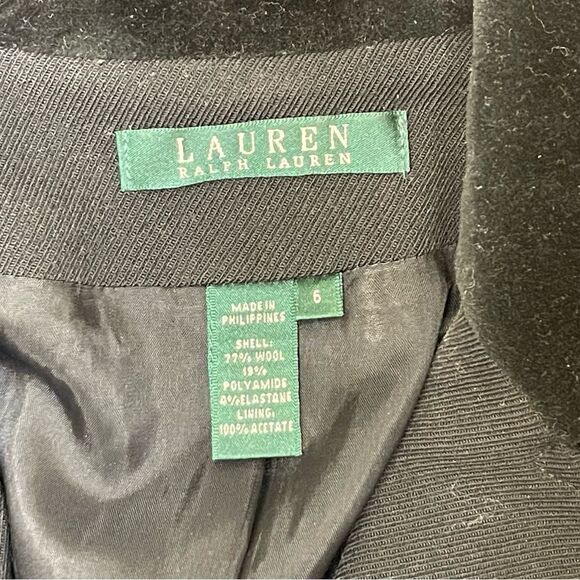 LAUREN
RALPH LAUREN
6
MADE IN
PHILIPPINES
SHELL:
77% WOOL
19%
POLYAMIDE
4% ELASTANE
LINING:
100% ACETATE